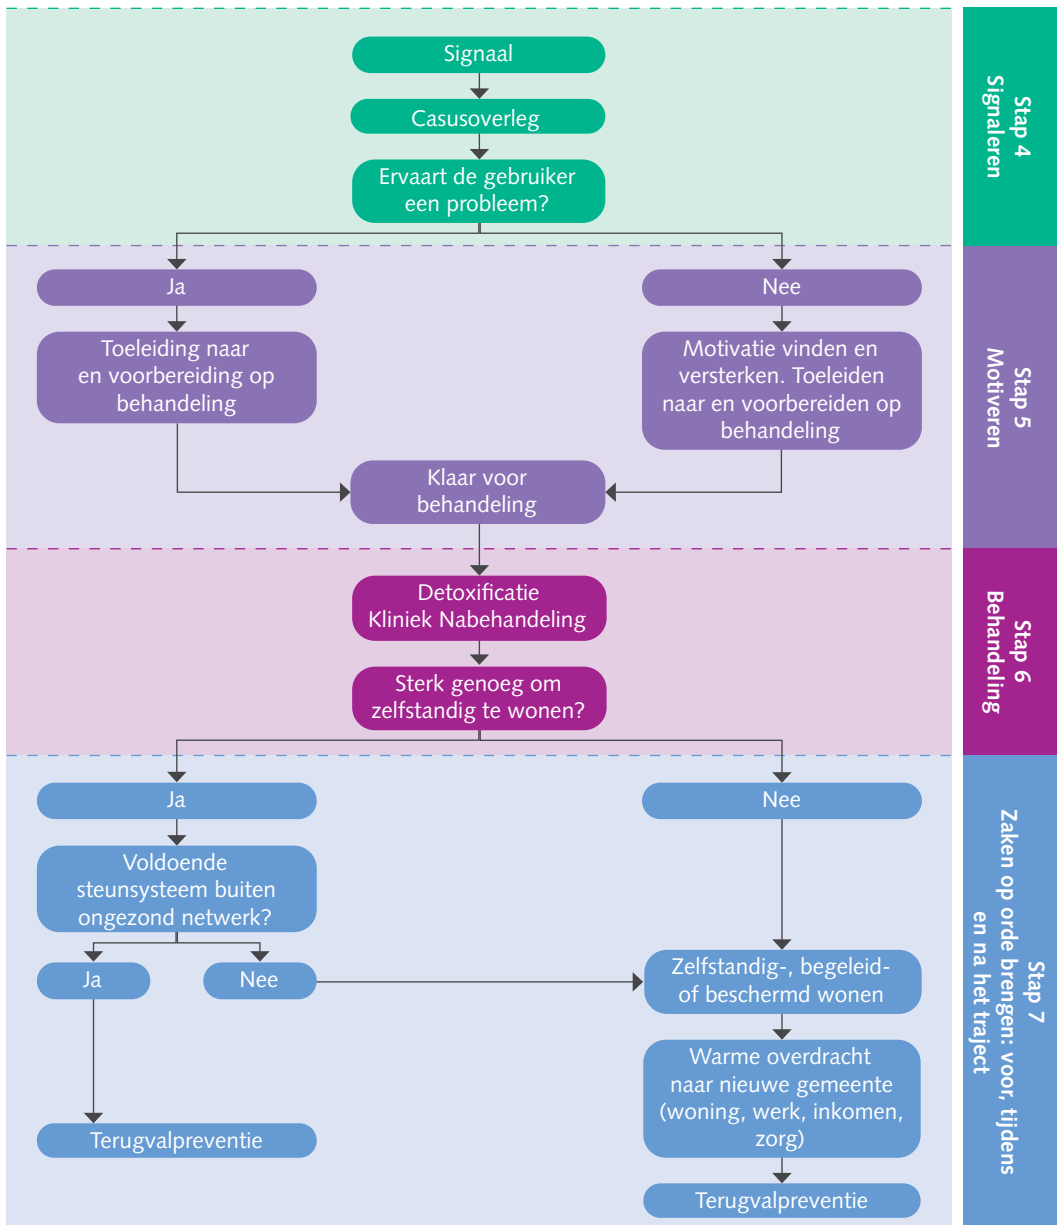 Signaal
Casusoverleg
Ervaart de gebruiker
een probleem?
Stap 4
Signaleren
Ja
Nee
Toeleiding naar
en voorbereiding op
behandeling
Motivatie vinden en
versterken. Toeleiden
naar en voorbereiden op
behandeling
Klaar voor
behandeling
Stap 5
Motiveren
Detoxificatie
Kliniek Nabehandeling
Sterk genoeg om
zelfstandig te wonen?
Stap 6
Behandeling
Ja
Nee
Voldoende
steunsysteem buiten
ongezond netwerk?
Ja
Nee
Zelfstandig-, begeleid-
of beschermd wonen
Warme overdracht
naar nieuwe gemeente
(woning, werk, inkomen,
zorg)
Terugvalpreventie
Terugvalpreventie
Stap 7
Zaken op orde brengen: voor, tijdens
en na het traject